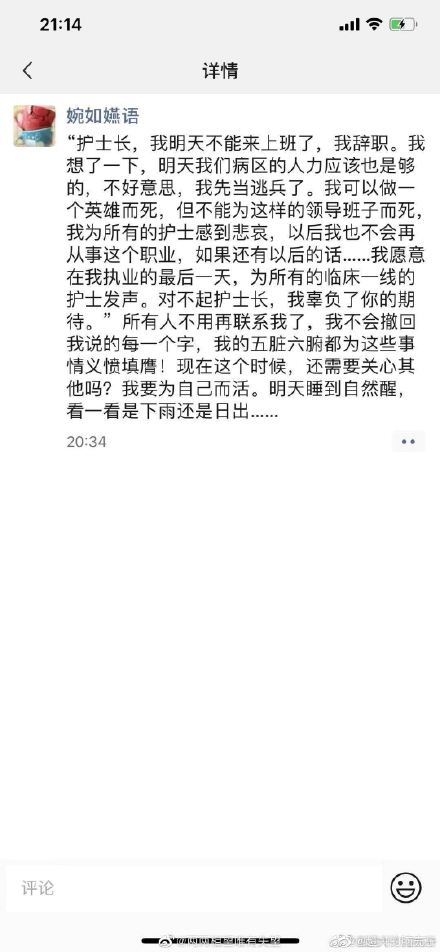 21:14
详情
婉如嬿语
“护士长，我明天不能来上班了，我辞职。我
想了一下，明天我们病区的人力应该也是够
的，不好意思，我先当逃兵了。我可以做一
个英雄而死，但不能为这样的领导班子而死，
我为所有的护士感到悲哀，以后我也不会再
从事这个职业，如果还有以后的话……我愿意
在我执业的最后一天，为所有的临床一线的
护士发声。对不起护士长，我辜负了你的期
待。”所有人不用再联系我了，我不会撤回
我说的每一个字，我的五脏六腑都为这些事
情义愤填膺！现在这个时候，还需要关心其
他吗？我要为自己而活。明天睡到自然醒，
看一看是下雨还是日出……
20:34
评论